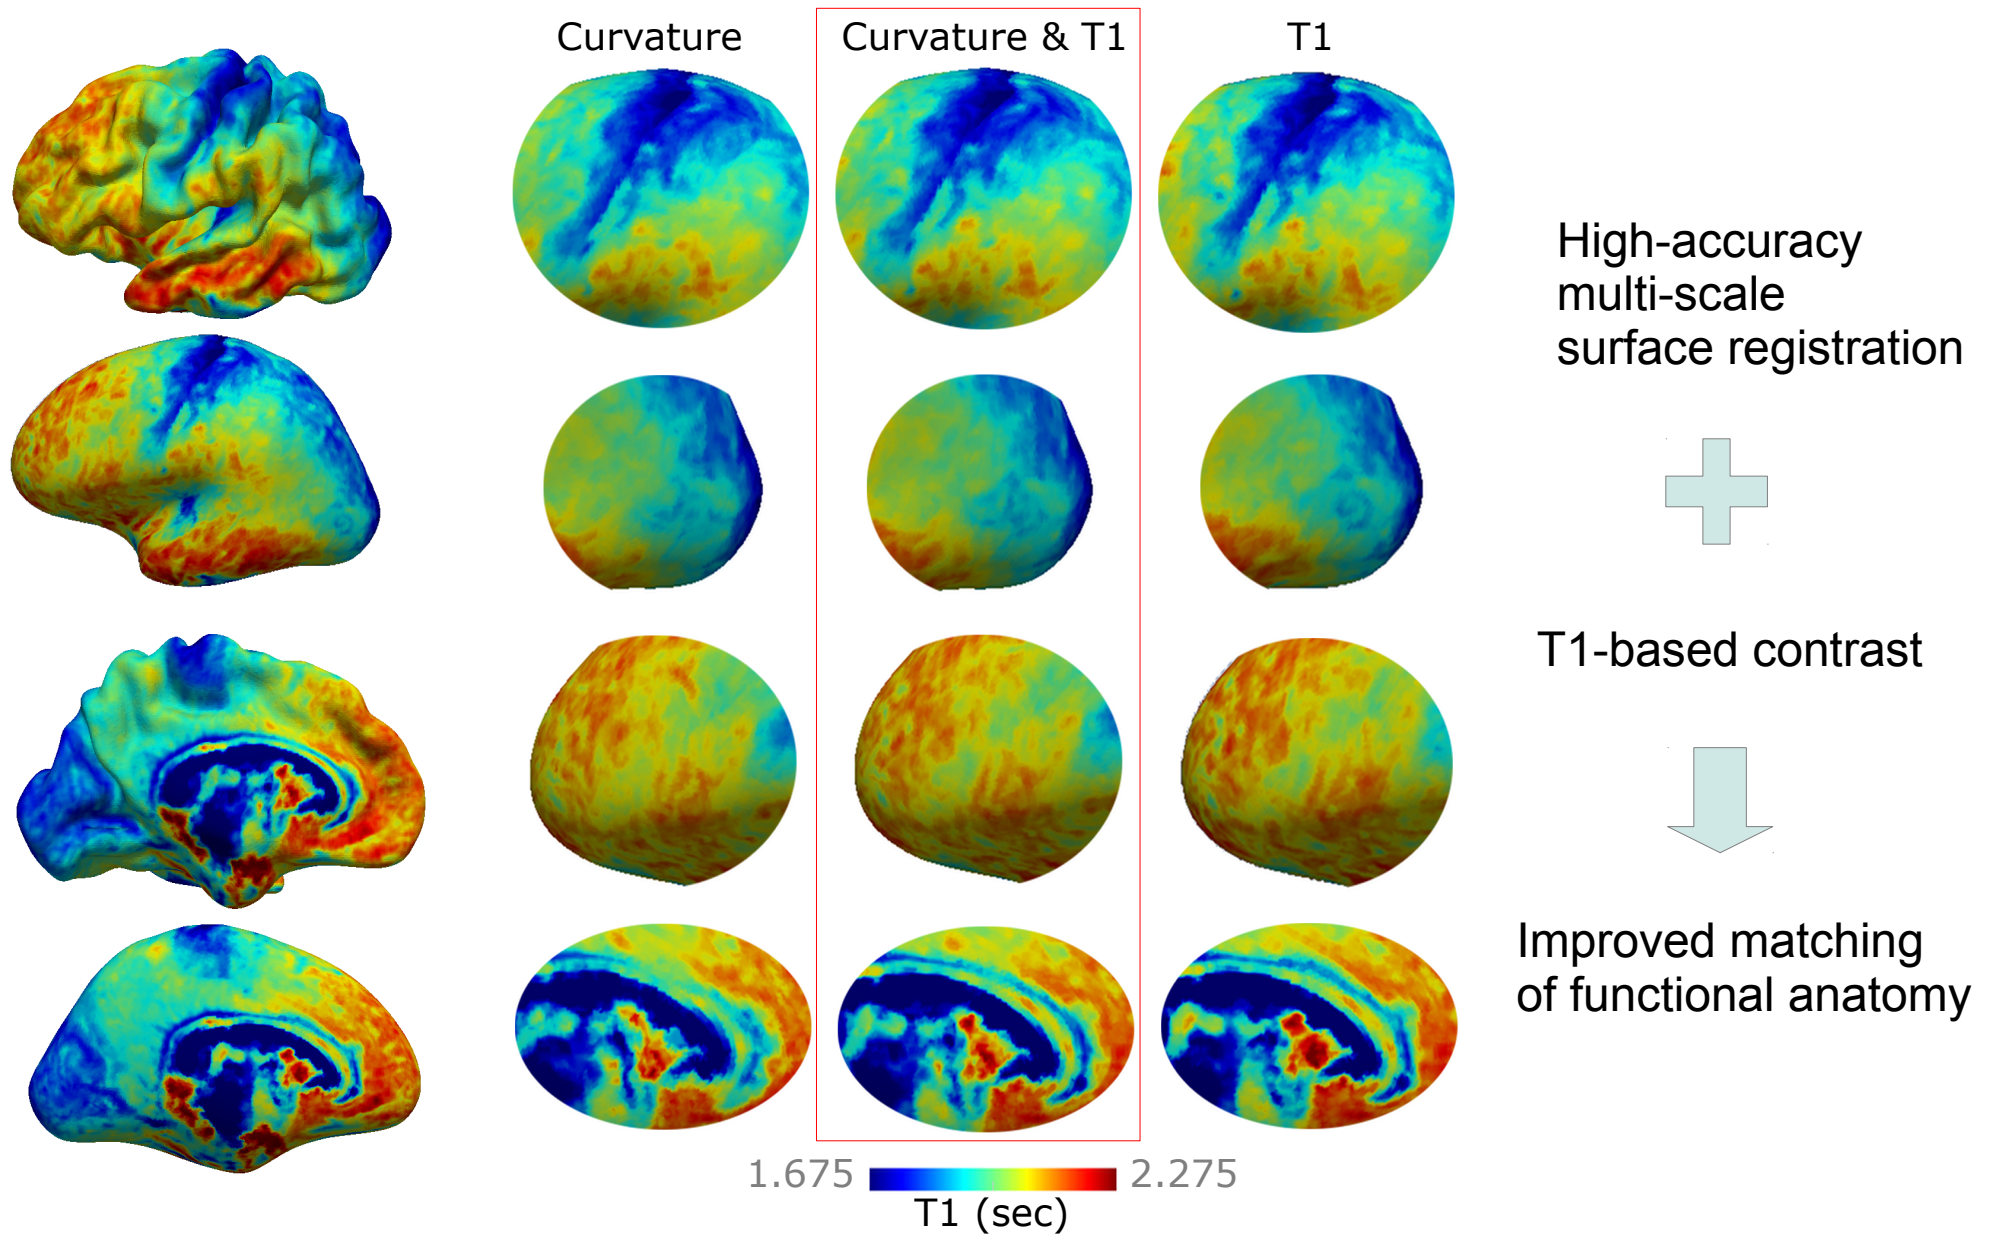 Curvature
Curvature & T1
T1
High-accuracy
multi-scale
surface registration
T1-based contrast
Improved matching
of functional anatomy
1.675
2.275
T1 (sec)